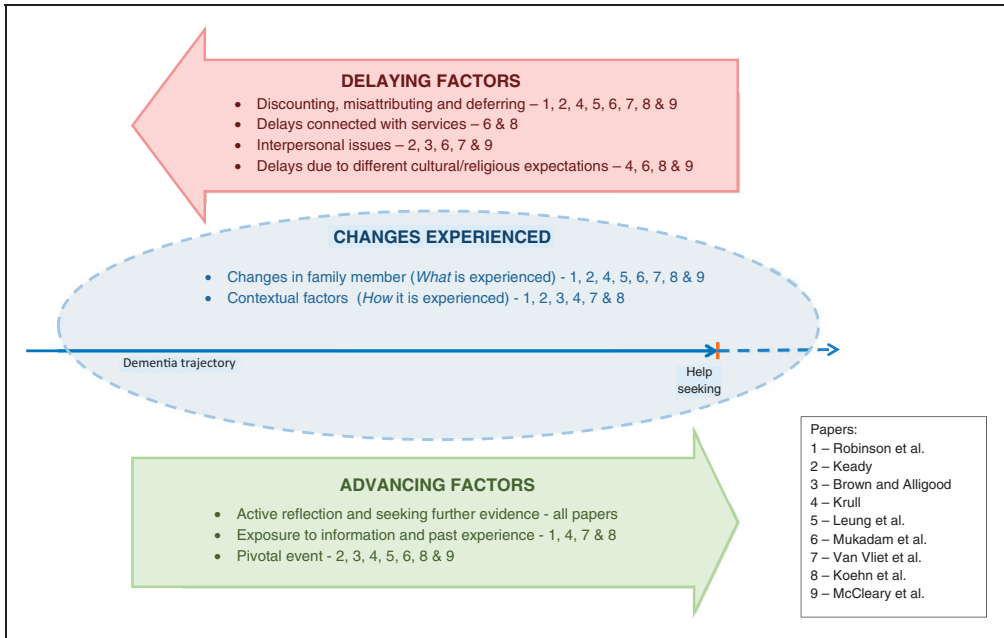 DELAYING FACTORS
• Discounting, misattributing and deferring – 1, 2, 4, 5, 6, 7, 8 & 9
• Delays connected with services – 6 & 8
• Interpersonal issues – 2, 3, 6, 7 & 9
• Delays due to different cultural/religious expectations – 4, 6, 8 & 9
CHANGES EXPERIENCED
• Changes in family member (What is experienced) - 1, 2, 4, 5, 6, 7, 8 & 9
• Contextual factors (How it is experienced) - 1, 2, 3, 4, 7 & 8
Dementia trajectory
Help
seeking
ADVANCING FACTORS
• Active reflection and seeking further evidence - all papers
• Exposure to information and past experience - 1, 4, 7 & 8
• Pivotal event - 2, 3, 4, 5, 6, 8 & 9
Papers:
1 – Robinson et al.
2 – Keady
3 – Brown and Alligood
4 – Krull
5 – Leung et al.
6 – Mukadam et al.
7 – Van Vliet et al.
8 – Koehn et al.
9 – McCleary et al.